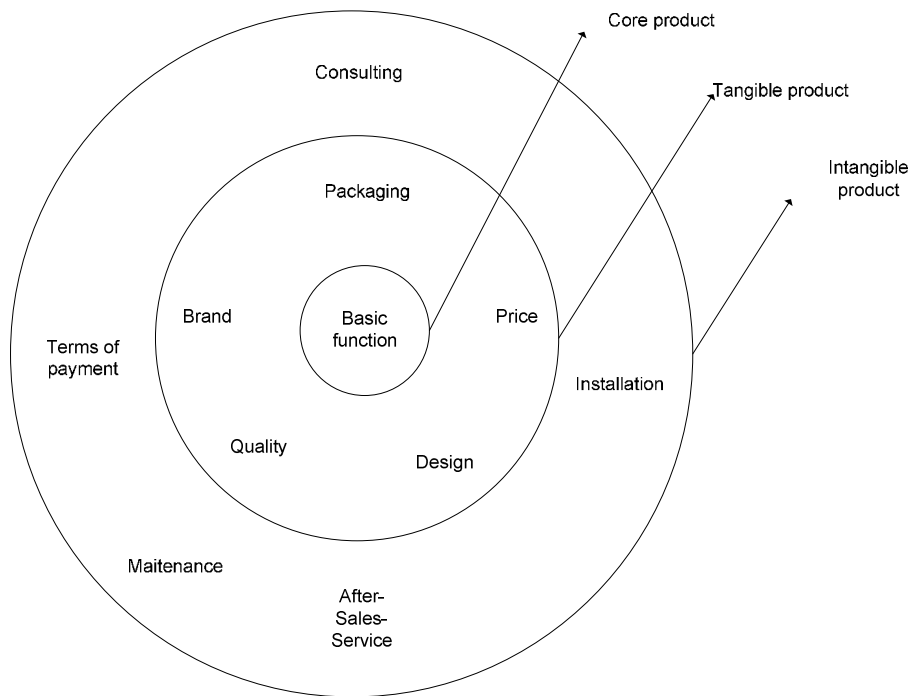 Core product
Consulting
Tangible product
Intangible
product
Packaging
Brand
Basic
function
Price
Terms of
payment
Installation
Quality
Design
Maitenance
After-
Sales-
Service